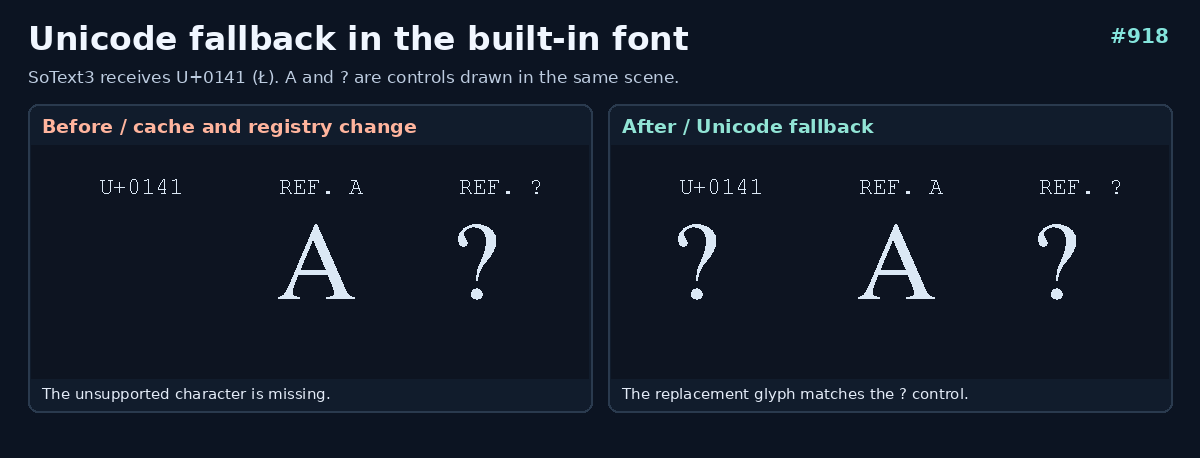 Unicode fallback in the built-in font
#918
SoText3 receives U+0141 (Ł). A and ? are controls drawn in the same scene.
Before / cache and registry change
U+0141 REF. A REF. ?
A ?
The unsupported character is missing.
After / Unicode fallback
U+0141 REF. A REF. ?
? A ?
The replacement glyph matches the ? control.